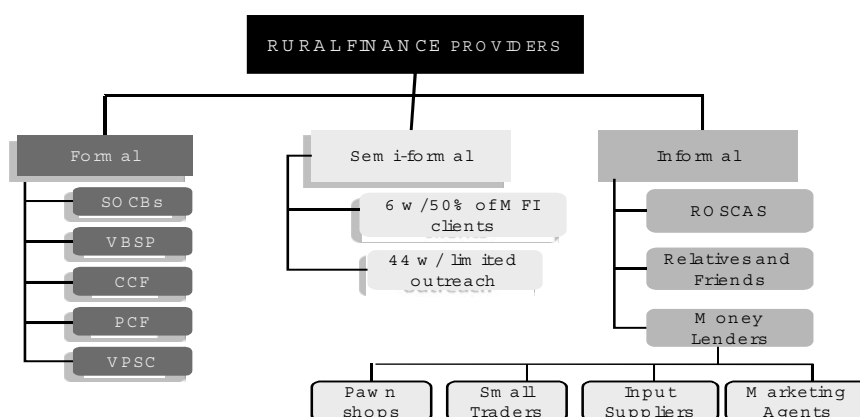 RURAL FINANCE PROVIDERS
Formal
Semi-formal
Informal
SOCBs
VBSP
CCF
PCF
VPSC
6 w/50% of MFI
clients
44 w/ limited
outreach
ROSCAS
Relatives and
Friends
Money
Lenders
Pawn
shops
Small
Traders
Input
Suppliers
Marketing
Agents